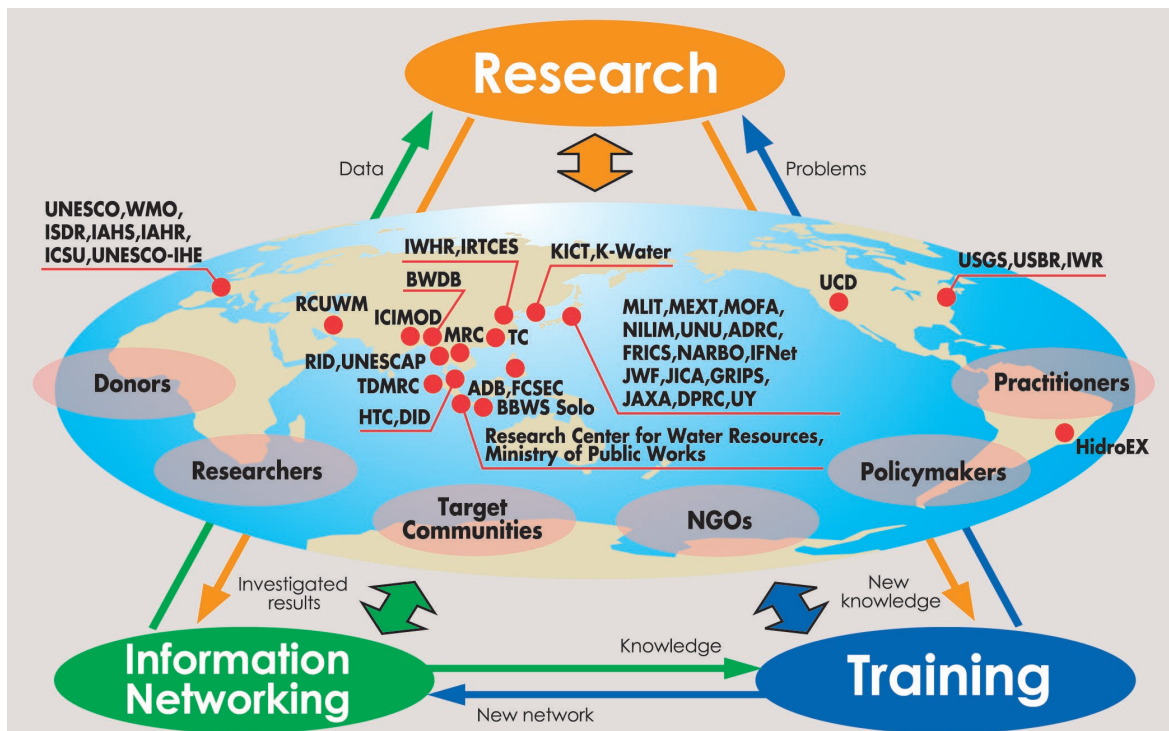 Research
Data
Problems
UNESCO,WMO,
ISDR,IAHS,IAHR,
ICSU,UNESCO-IHE
IWHR,IRTCES
KICT,K-Water
USGS,USBR,IWR
BWDB
UCD
RCUWM
ICIMOD
MRC
TC
MLIT,MEXT,MOFA,
NILIM,UNU,ADRC,
FRICS,NARBO,IFNet
JWF,JICA,GRIPS,
JAXA,DPRC,UY
RID,UNESCAP
TDMRC
ADB,FCSEC
BBWS Solo
HTC,DID
Research Center for Water Resources,
Ministry of Public Works
Donors
Practitioners
HidroEX
Researchers
Policymakers
Target
Communities
NGOs
Investigated
results
New
knowledge
Information
Networking
Knowledge
New network
Training